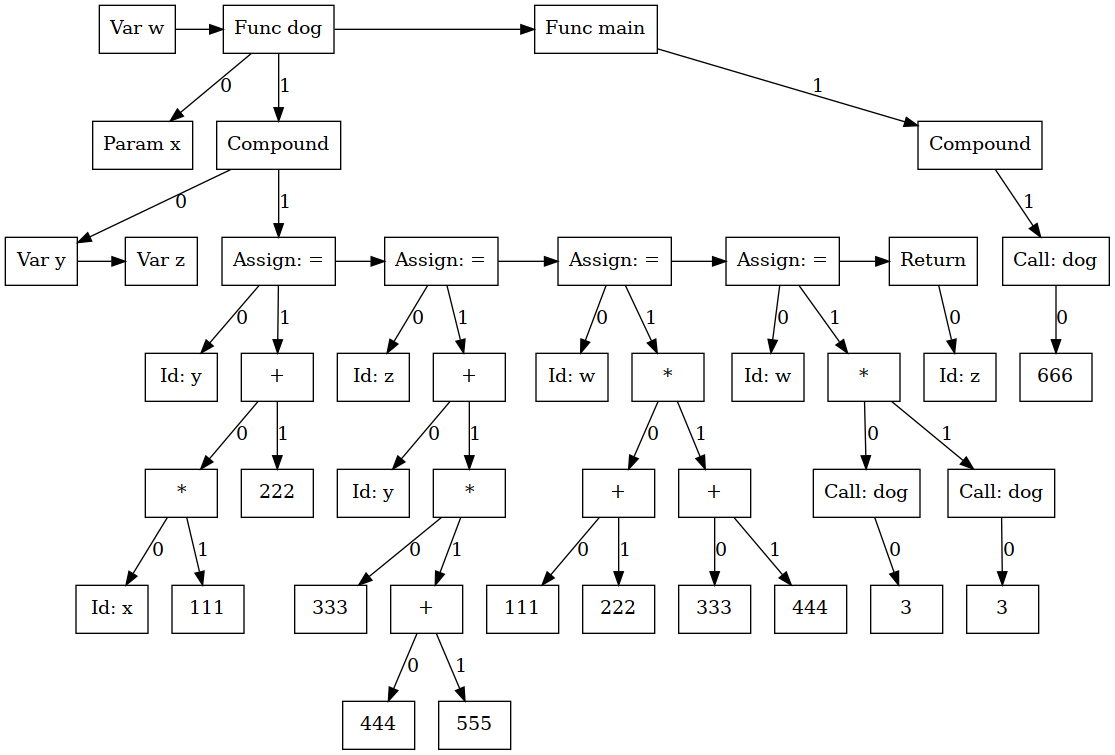 Var w
Func dog
Func main
0
1
1
Param x
Compound
Compound
0
1
1
Var y
Var z
Assign: =
Assign: =
Assign: =
Assign: =
Return
Call: dog
0
1
0
1
0
1
0
1
0
0
Id: y
+
Id: z
+
Id: w
*
Id: w
*
Id: z
666
0
1
0
1
0
1
0
1
*
222
Id: y
*
+
+
Call: dog
Call: dog
0
1
0
1
0
1
0
1
0
0
Id: x
111
333
+
111
222
333
444
3
3
0
1
444
555